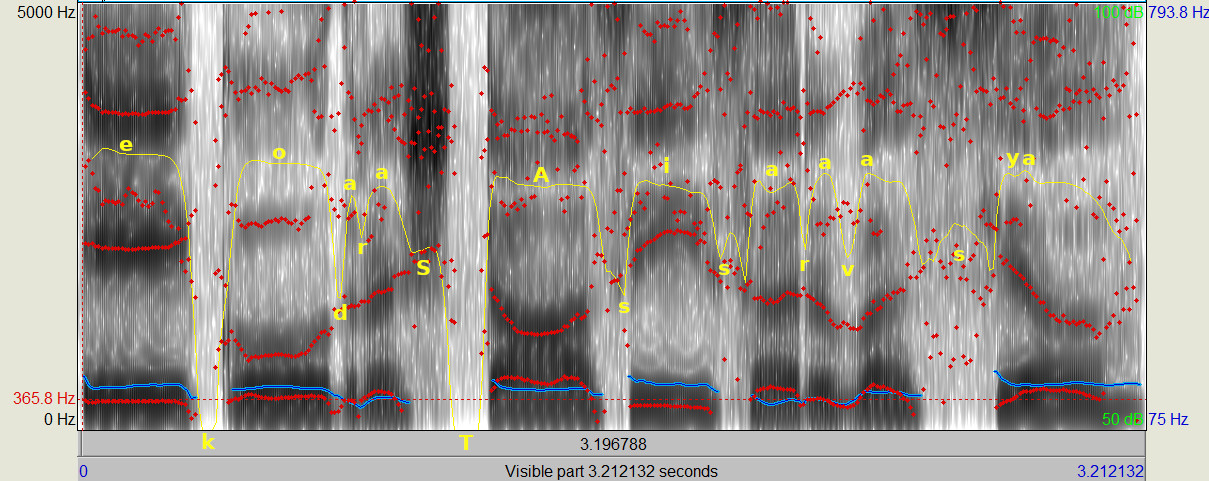 5000 Hz 100 dB 793.8 Hz
e o a a A i a a a ya
r d S s s r v s
365.8 Hz
0 Hz 50 dB 75 Hz
k T
3.196788
0 Visible part 3.212132 seconds 3.212132